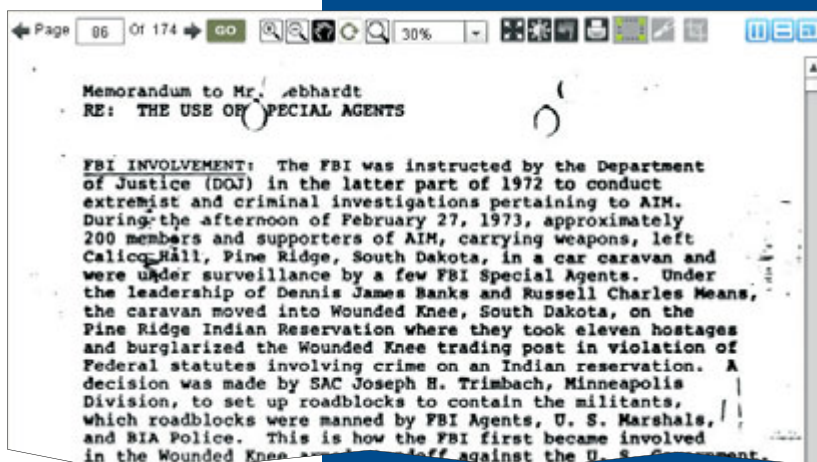 Page 86 Of 174 GO 30%
Memorandum to Mr. ebhardt
RE: THE USE OF PECIAL AGENTS
FBI INVOLVEMENT: The FBI was instructed by the Department
of Justice (DOJ) in the latter part of 1972 to conduct
extremist and criminal investigations pertaining to AIM.
During the afternoon of February 27, 1973, approximately
200 members and supporters of AIM, carrying weapons, left
Calico Hall, Pine Ridge, South Dakota, in a car caravan and
were under surveillance by a few FBI Special Agents. Under
the leadership of Dennis James Banks and Russell Charles Means,
the caravan moved into Wounded Knee, South Dakota, on the
Pine Ridge Indian Reservation where they took eleven hostages
and burglarized the Wounded Knee trading post in violation of
Federal statutes involving crime on an Indian reservation. A
decision was made by SAC Joseph H. Trimbach, Minneapolis
Division, to set up roadblocks to contain the militants,
which roadblocks were manned by FBI Agents, U. S. Marshals,
and BIA Police. This is how the FBI first became involved
in the Wounded Knee against the U. S.